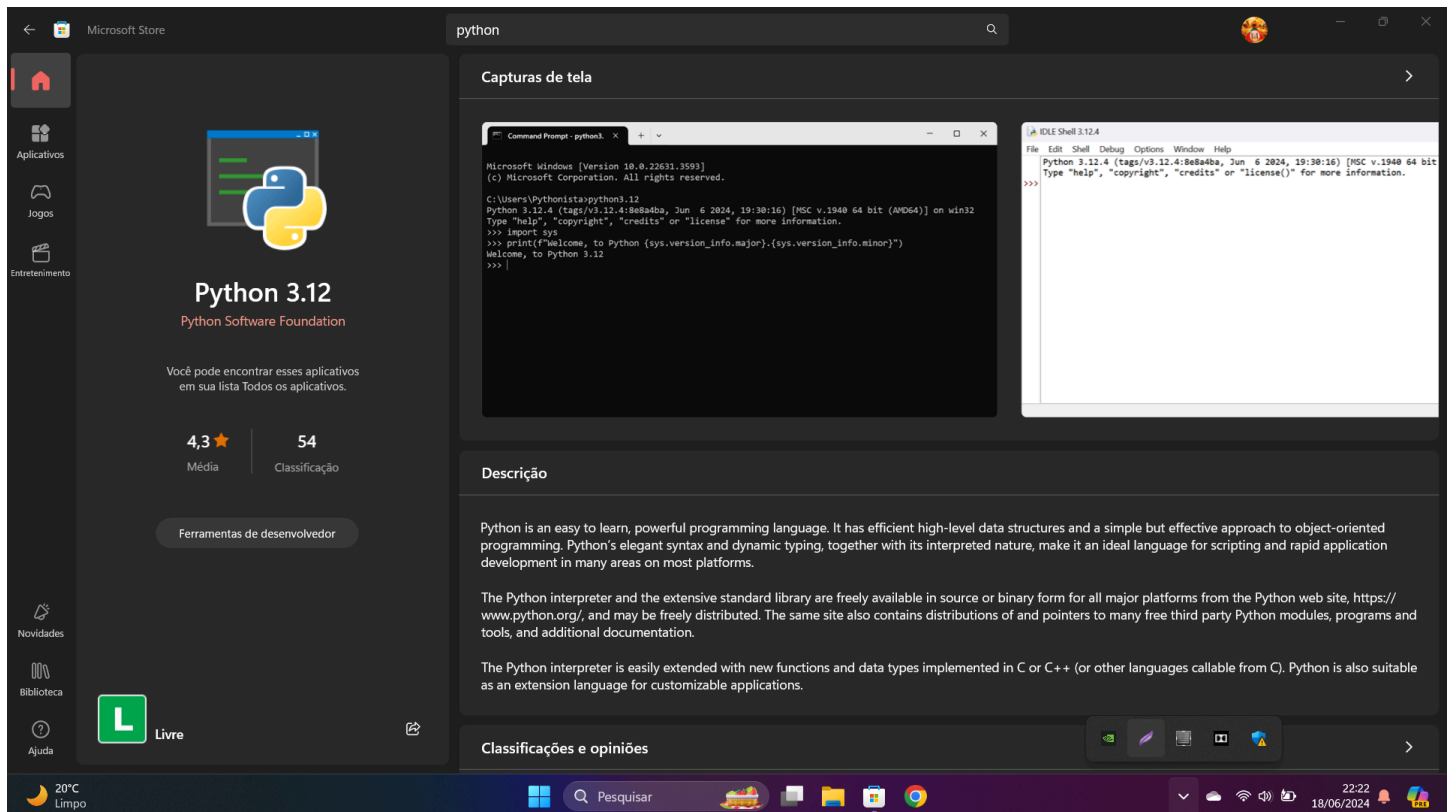 Microsoft Store
python
Aplicativos
Jogos
Entretenimento
Novidades
Biblioteca
Ajuda
Python 3.12
Python Software Foundation
Você pode encontrar esses aplicativos
em sua lista Todos os aplicativos.
4,3
Média
54
Classificação
Ferramentas de desenvolvedor
L
Livre
Capturas de tela
Command Prompt - python3.
Microsoft Windows [Version 10.0.22631.3593]
(c) Microsoft Corporation. All rights reserved.
C:\Users\Pythonista>python3.12
Python 3.12.4 (tags/v3.12.4:8e8a4ba, Jun 6 2024, 19:30:16) [MSC v.1940 64 bit (AMD64)] on win32
Type "help", "copyright", "credits" or "license" for more information.
>>> import sys
>>> print(f"Welcome, to Python {sys.version_info.major}.{sys.version_info.minor}")
Welcome, to Python 3.12
>>>
IDLE Shell 3.12.4
File Edit Shell Debug Options Window Help
Python 3.12.4 (tags/v3.12.4:8e8a4ba, Jun 6 2024, 19:30:16) [MSC v.1940 64 bit
Type "help", "copyright", "credits" or "license()" for more information.
>>>
Descrição
Python is an easy to learn, powerful programming language. It has efficient high-level data structures and a simple but effective approach to object-oriented
programming. Python’s elegant syntax and dynamic typing, together with its interpreted nature, make it an ideal language for scripting and rapid application
development in many areas on most platforms.
The Python interpreter and the extensive standard library are freely available in source or binary form for all major platforms from the Python web site, https://
www.python.org/, and may be freely distributed. The same site also contains distributions of and pointers to many free third party Python modules, programs and
tools, and additional documentation.
The Python interpreter is easily extended with new functions and data types implemented in C or C++ (or other languages callable from C). Python is also suitable
as an extension language for customizable applications.
Classificações e opiniões
20°C
Limpo
Pesquisar
22:22
18/06/2024
PRE